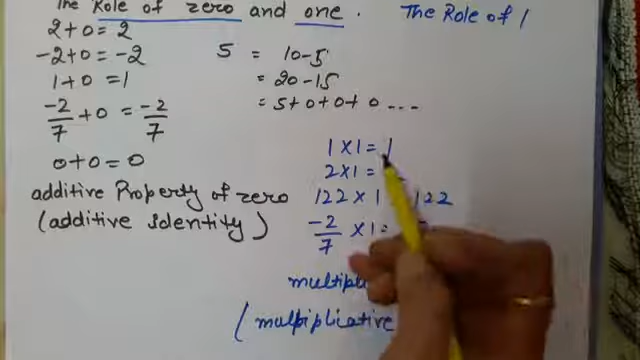 The Role of zero and one.
The Role of 1
2+0=2
-2+0=-2
1+0=1
-2/7+0=-2/7
0+0=0
additive Property of zero
(additive Identity)
5 = 10-5
= 20-15
= 5+0+0+0...
1×1=1
2×1=
122×1 122
-2/7×1=
(mulpiplicative